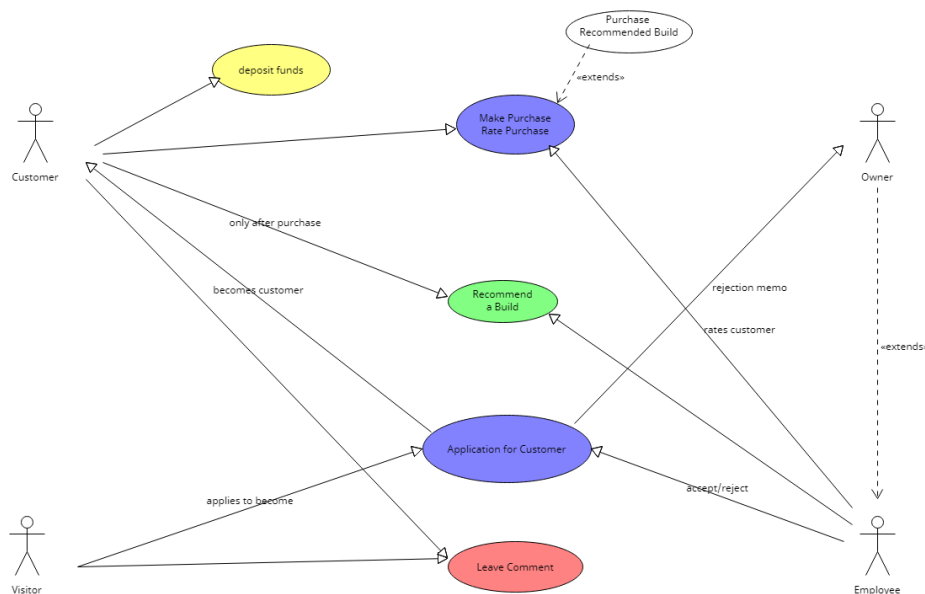 Purchase
Recommended Build
deposit funds
«extends»
Make Purchase
Rate Purchase
Customer
Owner
only after purchase
becomes customer
rejection memo
Recommend
a Build
rates customer
«extends»
Application for Customer
accept/reject
applies to become
Leave Comment
Visitor
Employee